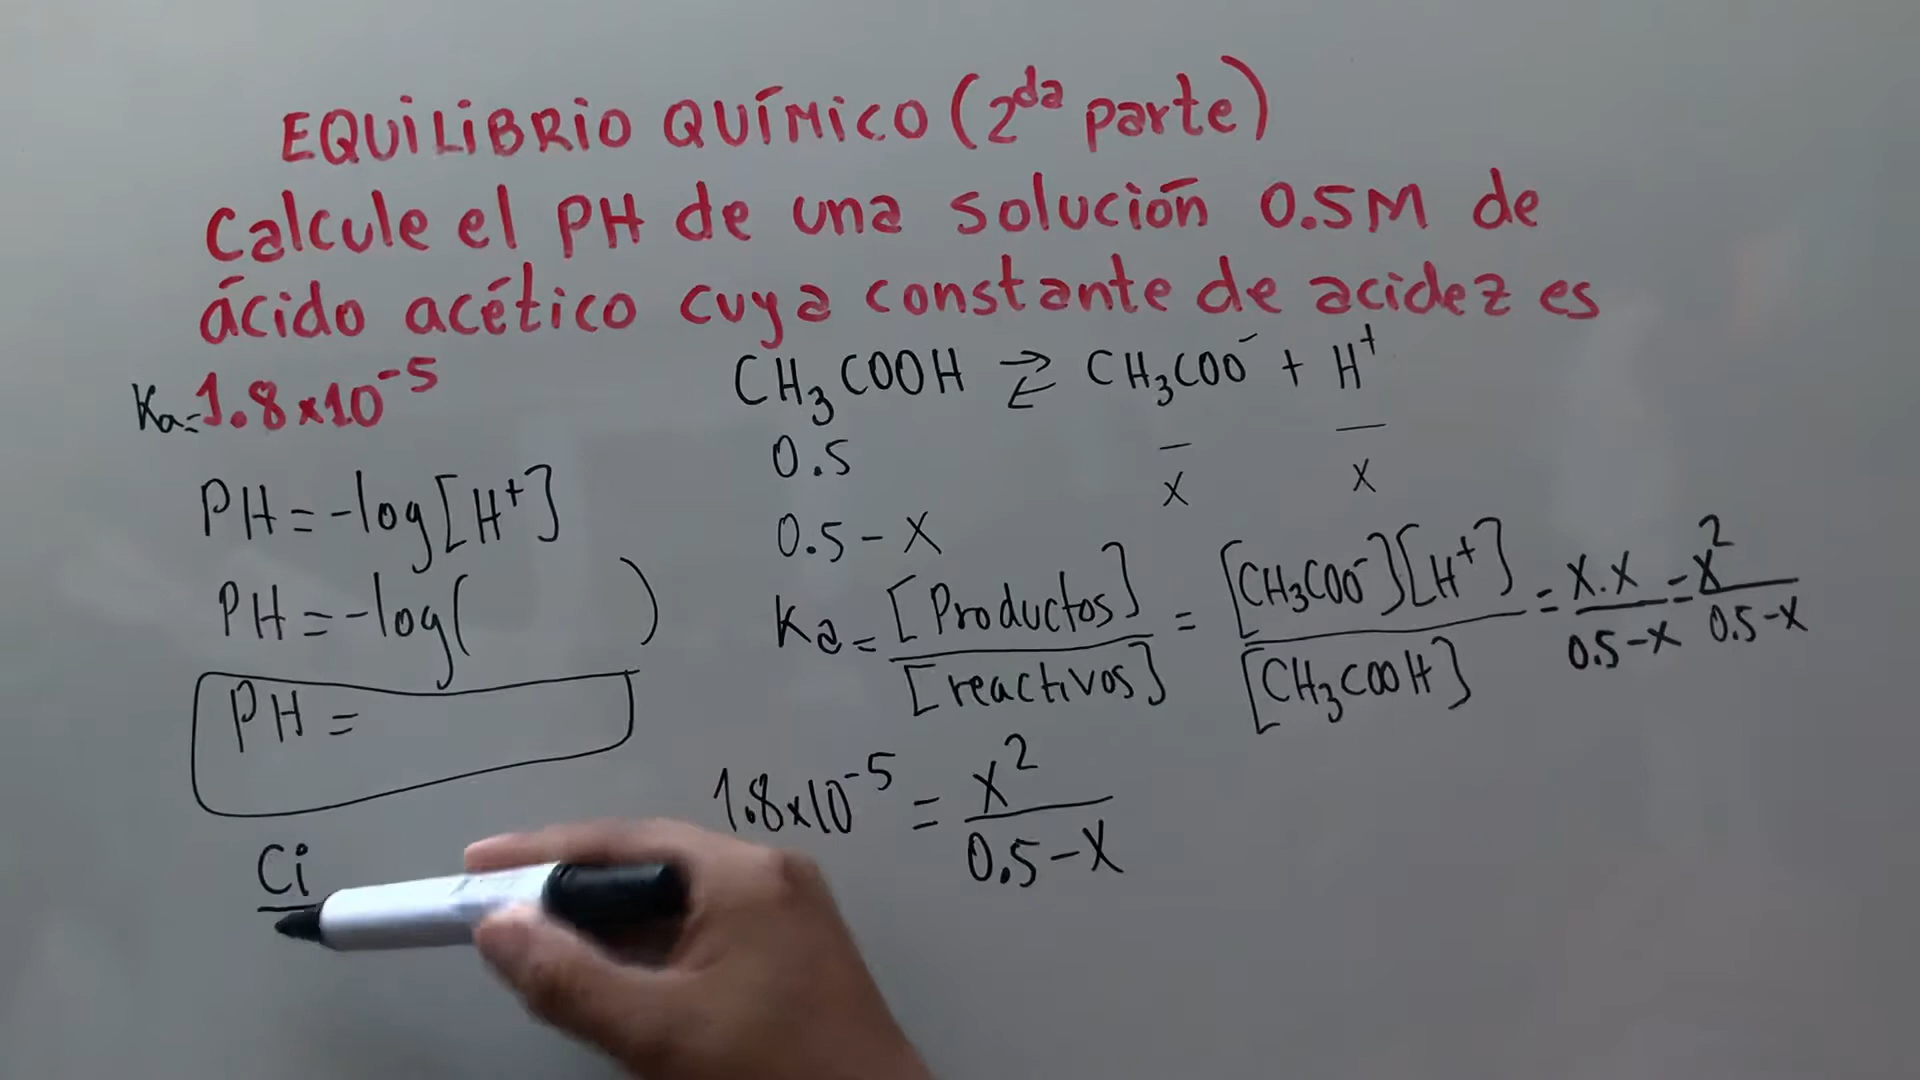 EQUILIBRIO QUÍMICO (2da parte)
Calcule el PH de una solución 0.5M de
ácido acético cuya constante de acidez es
Ka=1.8x10^-5
CH₃COOH ⇄ CH₃COO⁻ + H⁺
0.5 — —
x x
0.5 - x
PH = -log[H⁺]
PH = -log( )
PH =
Ka = [Productos]/[reactivos] = [CH₃COO⁻][H⁺]/[CH₃COOH] = x.x/0.5-x = x²/0.5-x
1.8x10^-5 = x²/0.5-x
Ci